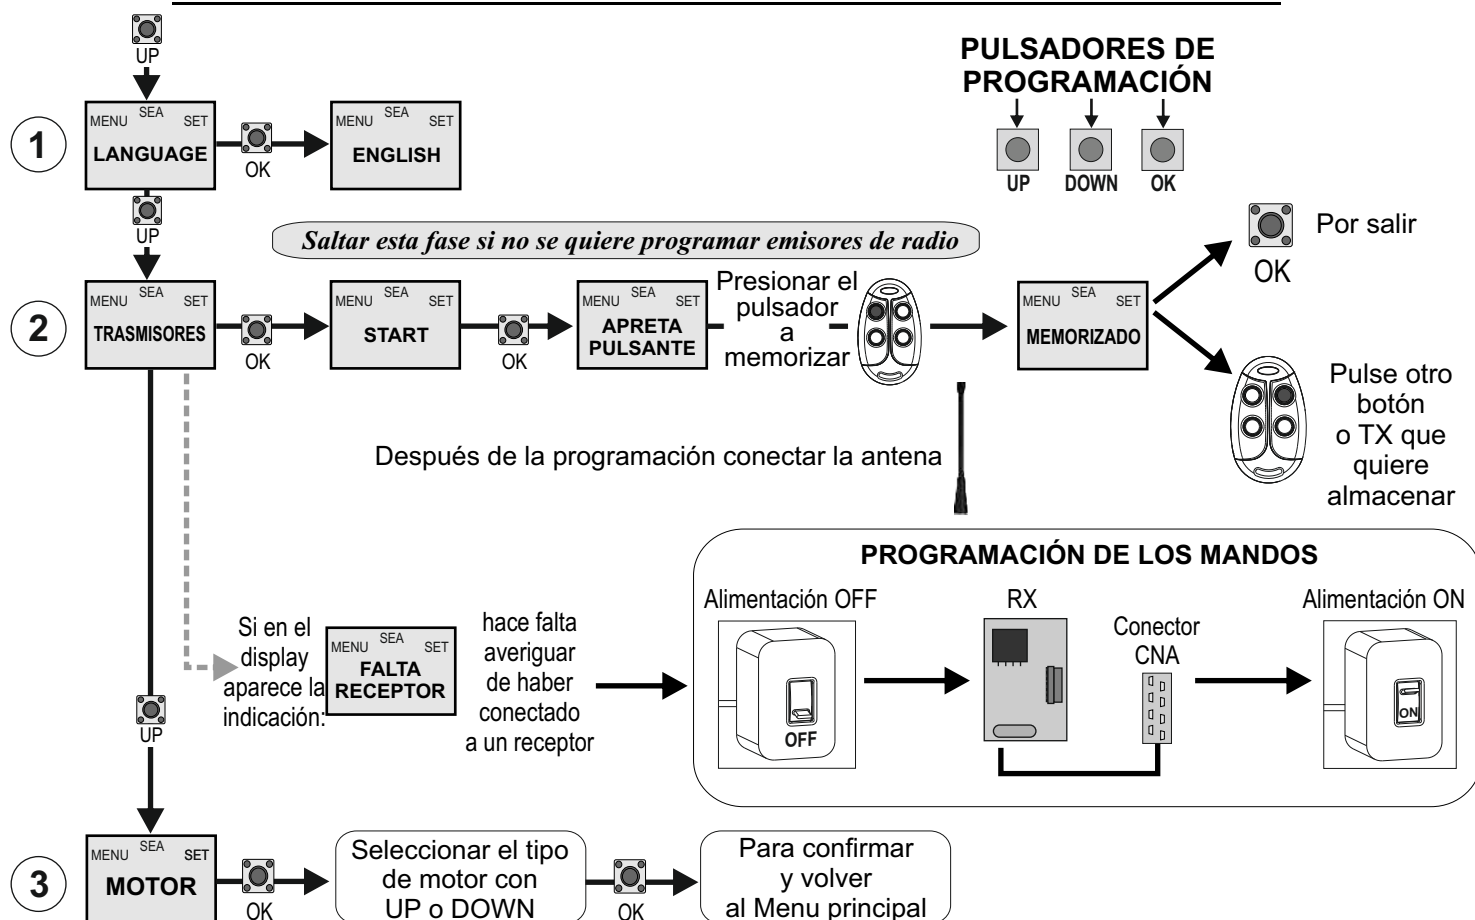 UP
PULSADORES DE
PROGRAMACIÓN
UP DOWN OK
1
MENU SEA SET
LANGUAGE
OK
MENU SEA SET
ENGLISH
UP
Saltar esta fase si no se quiere programar emisores de radio
2
MENU SEA SET
TRASMISORES
OK
MENU SEA SET
START
OK
MENU SEA SET
APRETA
PULSANTE
Presionar el
pulsador
a
memorizar
MENU SEA SET
MEMORIZADO
OK
Por salir
Pulse otro
botón
o TX que
quiere
almacenar
Después de la programación conectar la antena
Si en el
display
aparece la
indicación:
MENU SEA SET
FALTA
RECEPTOR
hace falta
averiguar
de haber
conectado
a un receptor
PROGRAMACIÓN DE LOS MANDOS
Alimentación OFF
OFF
RX
Conector
CNA
Alimentación ON
ON
UP
3
MENU SEA SET
MOTOR
OK
Seleccionar el tipo
de motor con
UP o DOWN
OK
Para confirmar
y volver
al Menu principal